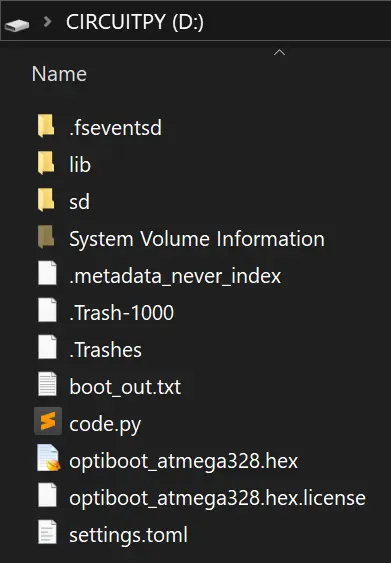 CIRCUITPY (D:)
Name
.fseventsd
lib
sd
System Volume Information
.metadata_never_index
.Trash-1000
.Trashes
boot_out.txt
code.py
optiboot_atmega328.hex
optiboot_atmega328.hex.license
settings.toml